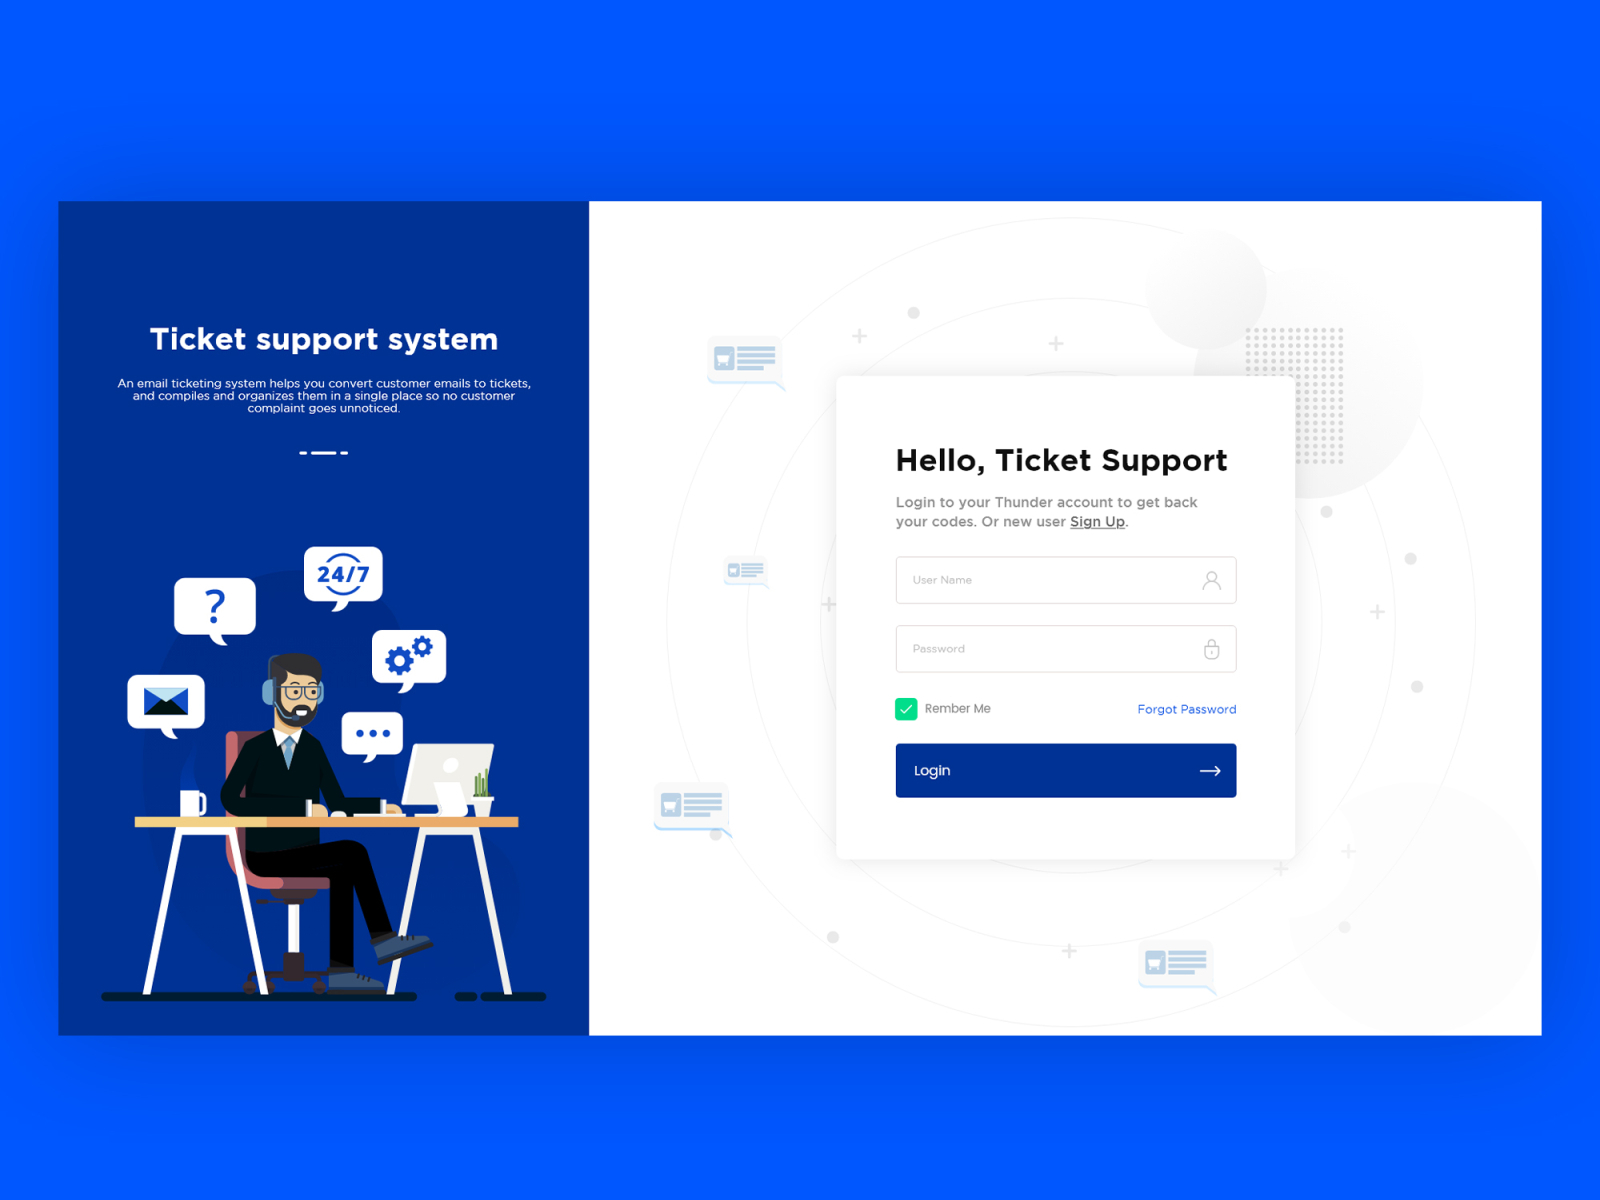 Ticket support system
An email ticketing system helps you convert customer emails to tickets,
and compiles and organizes them in a single place so no customer
complaint goes unnoticed.
24/7
?
Hello, Ticket Support
Login to your Thunder account to get back
your codes. Or new user Sign Up.
User Name
Password
Rember Me
Forgot Password
Login